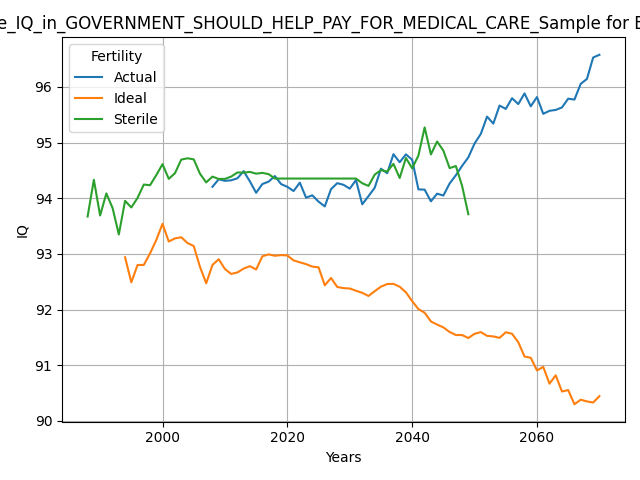 e_IQ_in_GOVERNMENT_SHOULD_HELP_PAY_FOR_MEDICAL_CARE_Sample for
Fertility
Actual
Ideal
Sterile
96
95
94
93
92
91
90
IQ
2000 2020 2040 2060
Years